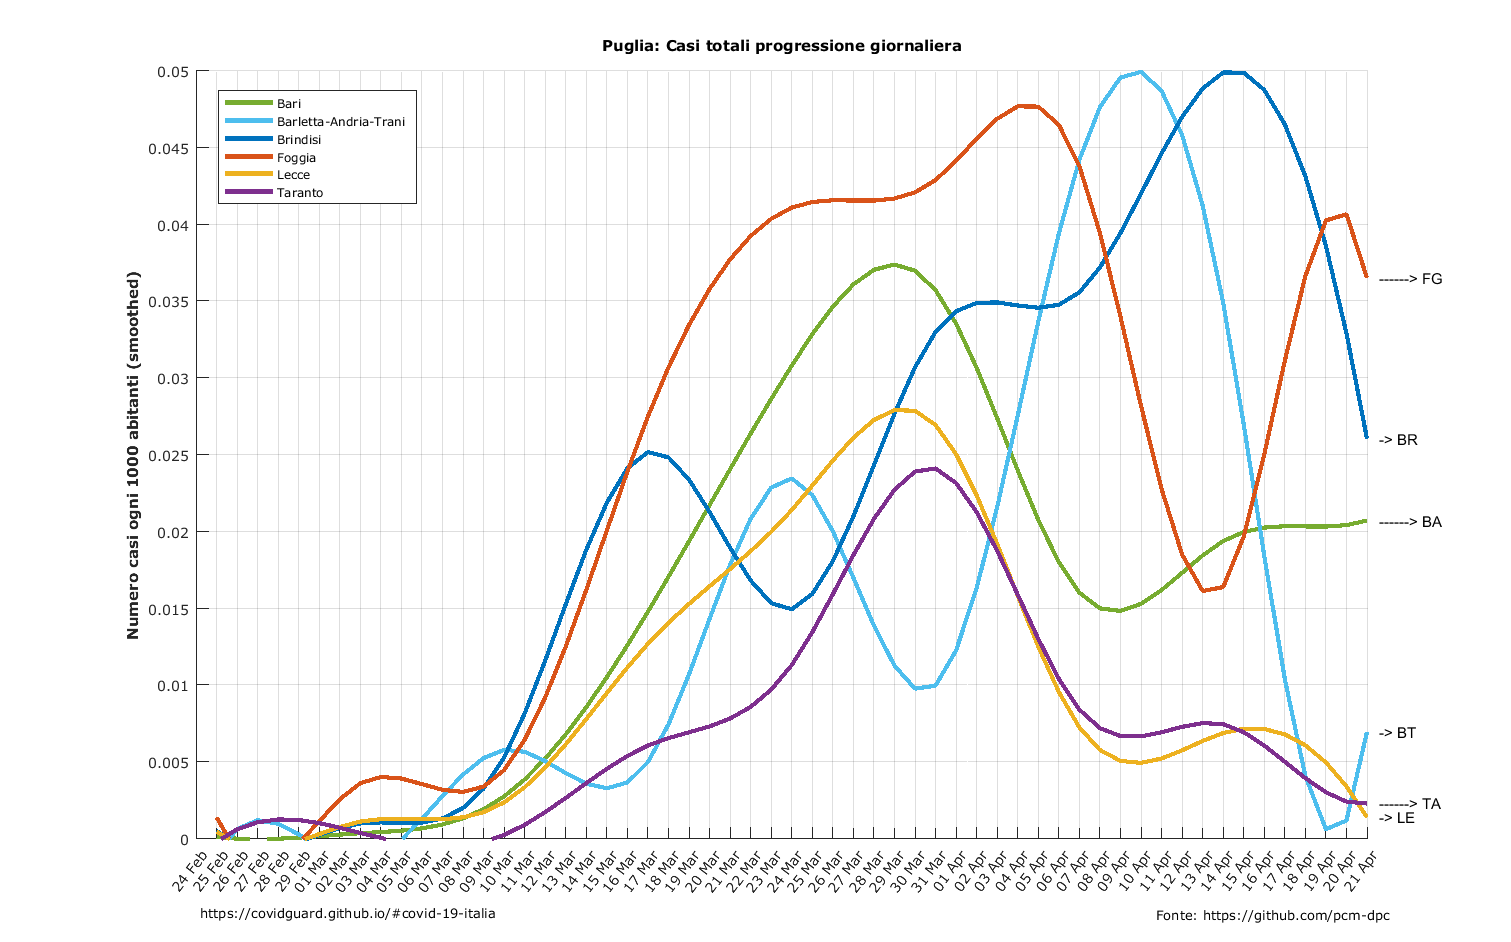 Puglia: Casi totali progressione giornaliera
Numero casi ogni 1000 abitanti (smoothed)
0.05
0.045
0.04
0.035
0.03
0.025
0.02
0.015
0.01
0.005
0
Bari
Barletta-Andria-Trani
Brindisi
Foggia
Lecce
Taranto
------> FG
-> BR
------> BA
-> BT
------> TA
-> LE
24 Feb
25 Feb
26 Feb
27 Feb
28 Feb
29 Feb
01 Mar
02 Mar
03 Mar
04 Mar
05 Mar
06 Mar
07 Mar
08 Mar
09 Mar
10 Mar
11 Mar
12 Mar
13 Mar
14 Mar
15 Mar
16 Mar
17 Mar
18 Mar
19 Mar
20 Mar
21 Mar
22 Mar
23 Mar
24 Mar
25 Mar
26 Mar
27 Mar
28 Mar
29 Mar
30 Mar
31 Mar
01 Apr
02 Apr
03 Apr
04 Apr
05 Apr
06 Apr
07 Apr
08 Apr
09 Apr
10 Apr
11 Apr
12 Apr
13 Apr
14 Apr
15 Apr
16 Apr
17 Apr
18 Apr
19 Apr
20 Apr
21 Apr
https://covidguard.github.io/#covid-19-italia
Fonte: https://github.com/pcm-dpc